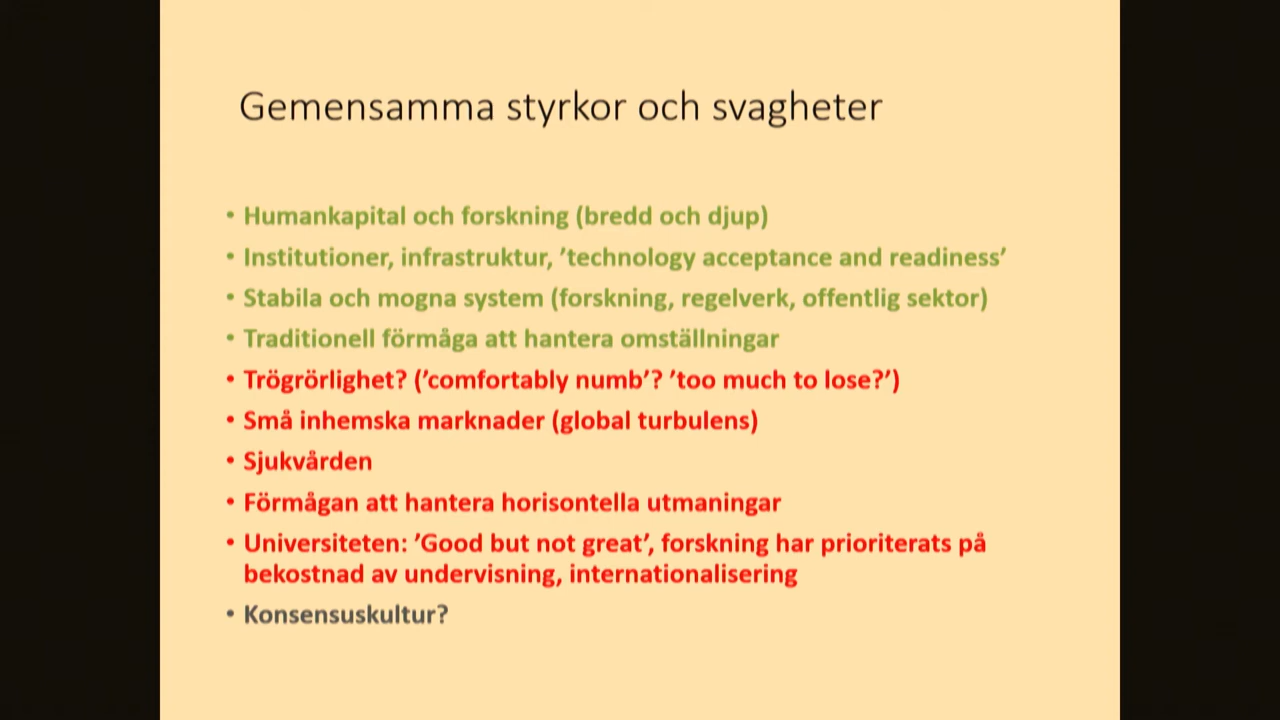 Gemensamma styrkor och svagheter
• Humankapital och forskning (bredd och djup)
• Institutioner, infrastruktur, ’technology acceptance and readiness’
• Stabila och mogna system (forskning, regelverk, offentlig sektor)
• Traditionell förmåga att hantera omställningar
• Trögrörlighet? (’comfortably numb’? ’too much to lose?’)
• Små inhemska marknader (global turbulens)
• Sjukvården
• Förmågan att hantera horisontella utmaningar
• Universiteten: ’Good but not great’, forskning har prioriterats på
bekostnad av undervisning, internationalisering
• Konsensuskultur?